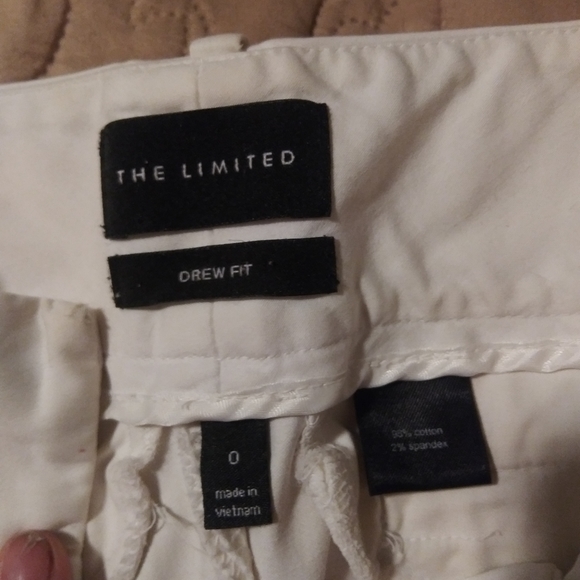 THE LIMITED
DREW FIT
0
made in
vietnam
98% cotton
2% spandex